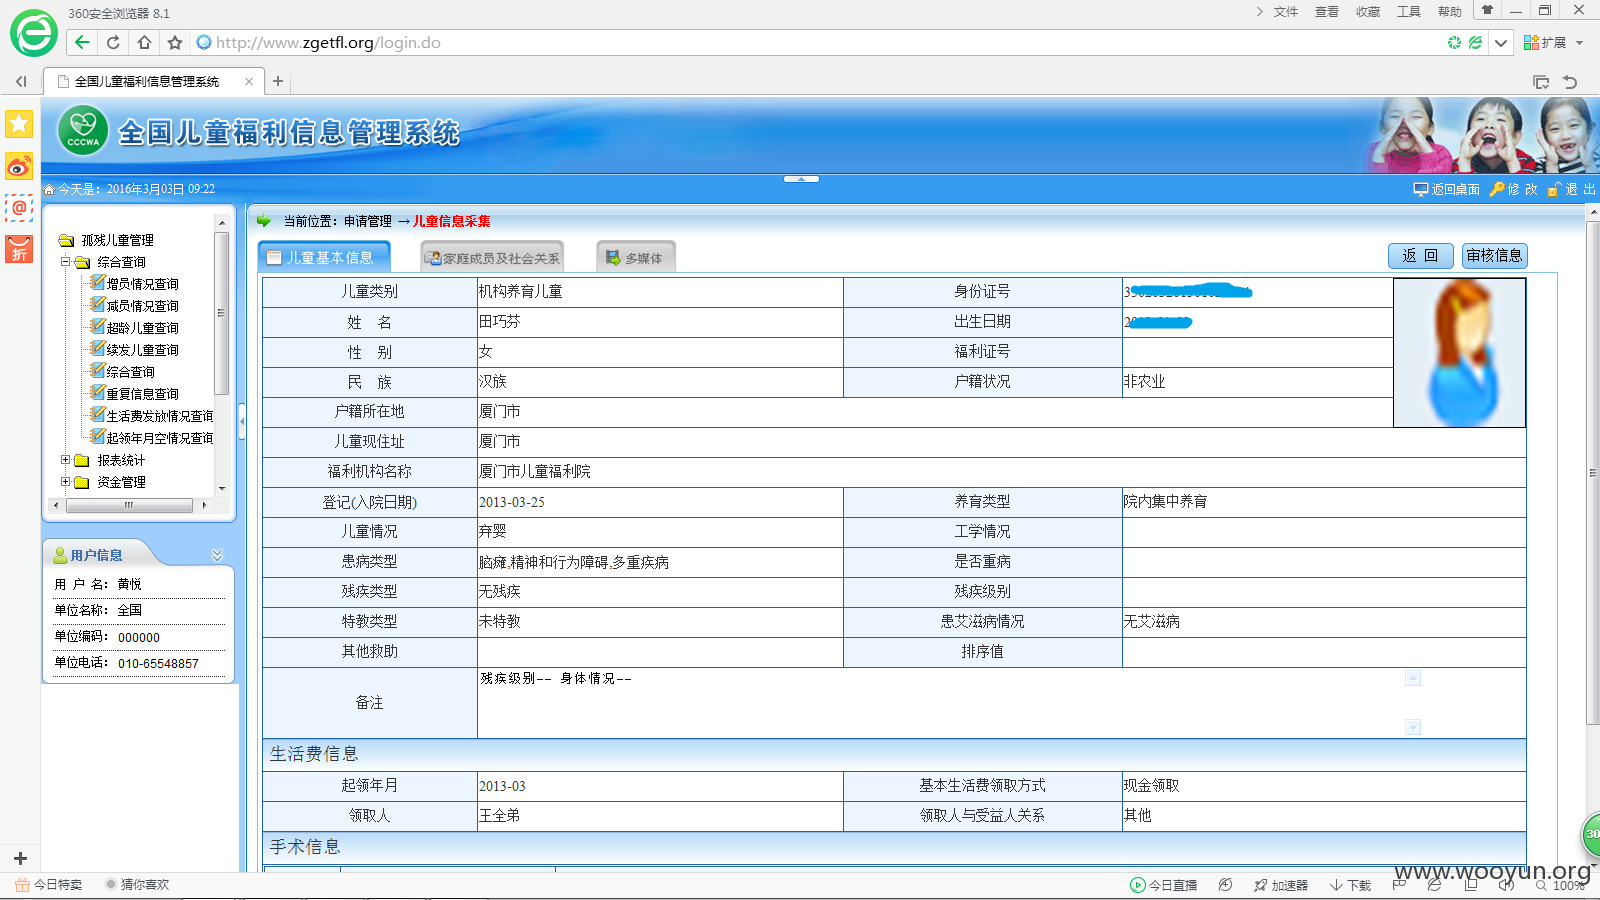 360安全浏览器 8.1
文件 查看 收藏 工具 帮助
http://www.zgetfl.org/login.do
扩展
全国儿童福利信息管理系统
CCCWA
全国儿童福利信息管理系统
今天是：2016年3月03日 09:22
返回桌面 修 改 退 出
孤残儿童管理
综合查询
增员情况查询
减员情况查询
超龄儿童查询
续发儿童查询
综合查询
重复信息查询
生活费发放情况查询
起领年月空情况查询
报表统计
资金管理
用户信息
用 户 名： 黄悦
单位名称： 全国
单位编码： 000000
单位电话： 010-65548857
当前位置：申请管理 → 儿童信息采集
儿童基本信息 家庭成员及社会关系 多媒体
返 回 审核信息
儿童类别 机构养育儿童 身份证号
姓 名 田巧芬 出生日期
性 别 女 福利证号
民 族 汉族 户籍状况 非农业
户籍所在地 厦门市
儿童现住址 厦门市
福利机构名称 厦门市儿童福利院
登记(入院日期) 2013-03-25 养育类型 院内集中养育
儿童情况 弃婴 工学情况
患病类型 脑瘫,精神和行为障碍,多重疾病 是否重病
残疾类型 无残疾 残疾级别
特教类型 未特教 患艾滋病情况 无艾滋病
其他救助 排序值
备注 残疾级别-- 身体情况--
生活费信息
起领年月 2013-03 基本生活费领取方式 现金领取
领取人 王全弟 领取人与受益人关系 其他
手术信息
30
www.wooyun.org
今日特卖 猜你喜欢 今日直播 加速器 下载 100%